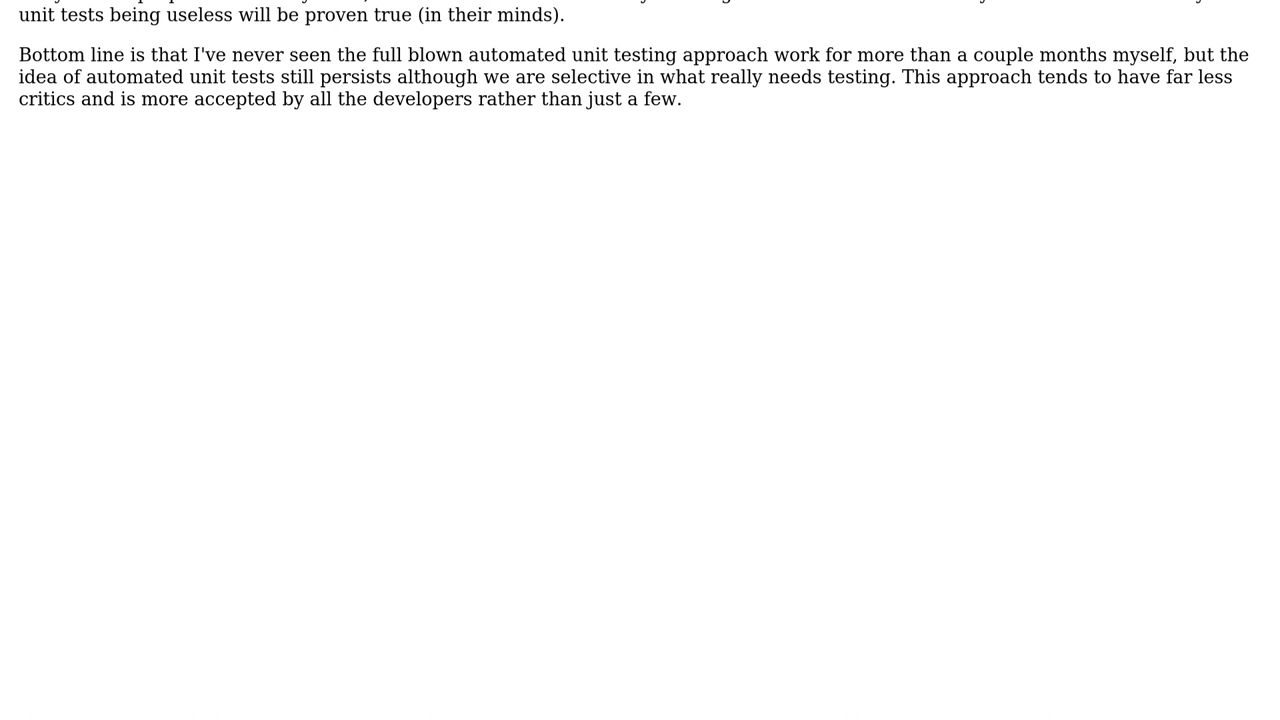 unit tests being useless will be proven true (in their minds).
Bottom line is that I've never seen the full blown automated unit testing approach work for more than a couple months myself, but the
idea of automated unit tests still persists although we are selective in what really needs testing. This approach tends to have far less
critics and is more accepted by all the developers rather than just a few.